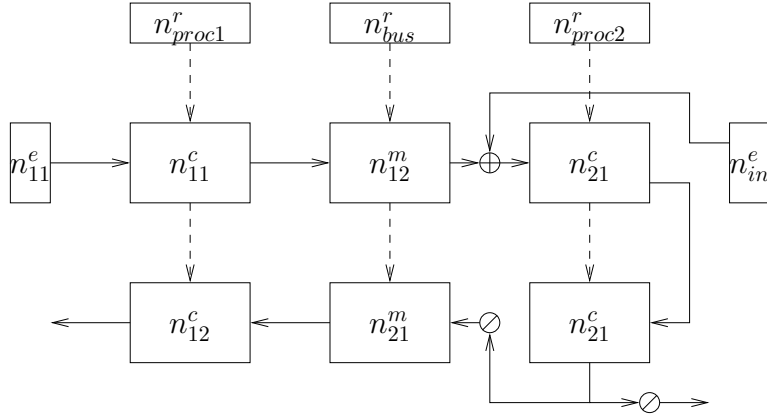 n^r_{proc1} n^r_{bus} n^r_{proc2}
n^e_{11} n^c_{11} n^m_{12} n^c_{21} n^e_{in}
n^c_{12} n^m_{21} n^c_{21}